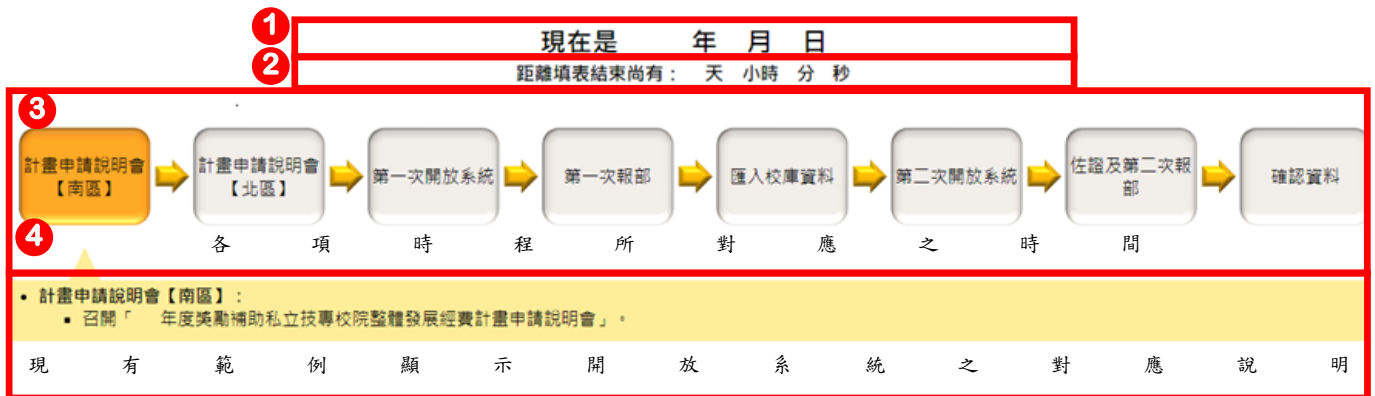 1
現在是 年 月 日
2
距離填表結束尚有： 天 小時 分 秒
3
計畫申請說明會
【南區】
計畫申請說明會
【北區】
第一次開放系統
第一次報部
匯入校庫資料
第二次開放系統
佐證及第二次報
部
確認資料
4
各項時程所對應之時間
• 計畫申請說明會【南區】：
▪ 召開「 年度獎勵補助私立技專校院整體發展經費計畫申請說明會」。
現有範例顯示開放系統之對應說明